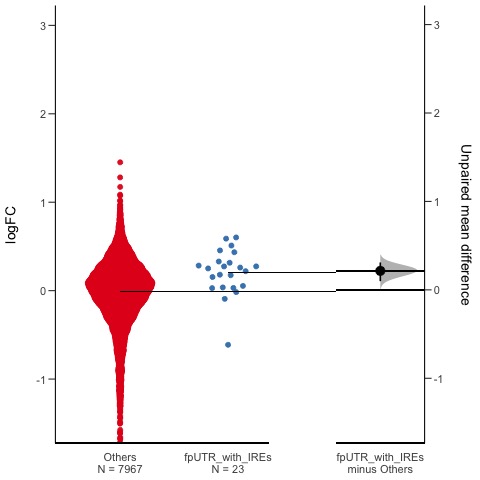 3
2
1
0
-1
logFC
3
2
1
0
-1
Unpaired mean difference
Others
N = 7967
fpUTR_with_IREs
N = 23
fpUTR_with_IREs
minus Others